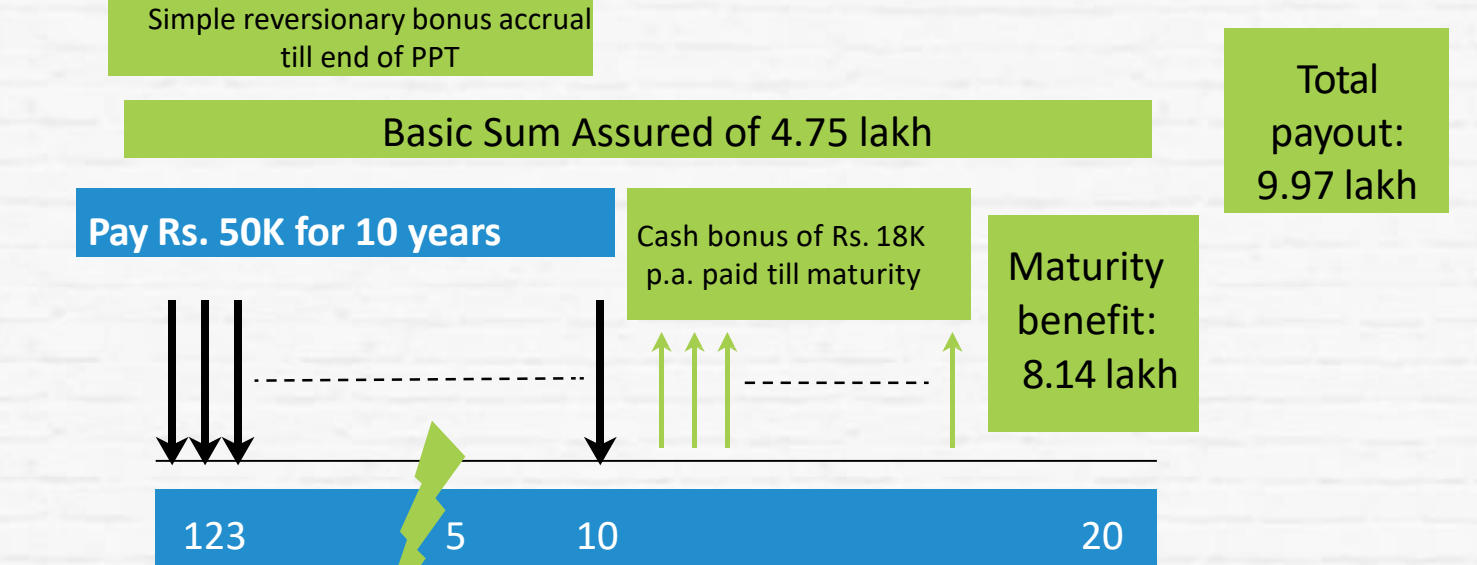 Simple reversionary bonus accrual
till end of PPT
Basic Sum Assured of 4.75 lakh
Total
payout:
9.97 lakh
Pay Rs. 50K for 10 years
Cash bonus of Rs. 18K
p.a. paid till maturity
Maturity
benefit:
8.14 lakh
123 5 10 20